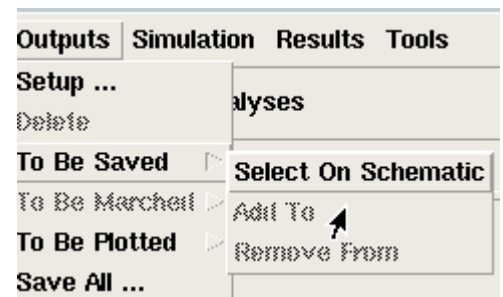 Outputs Simulation Results Tools
Setup ...
alyses
Delete
To Be Saved
Select On Schematic
To Be Marched
Add To
To Be Plotted
Remove From
Save All ...